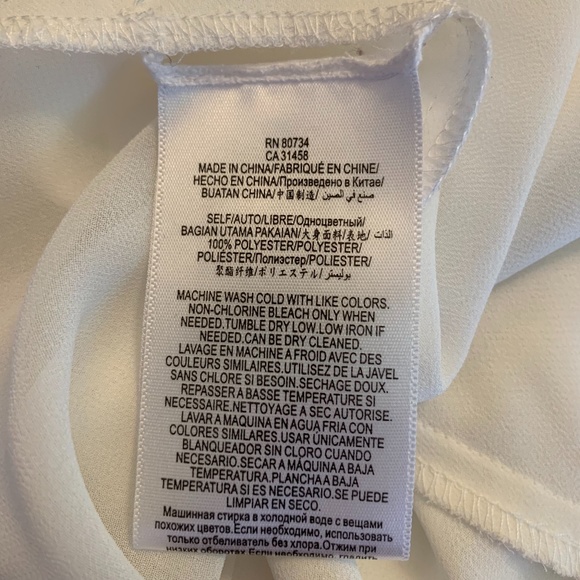 RN 80734
CA 31458
MADE IN CHINA/FABRIQUÉ EN CHINE/
HECHO EN CHINA/Произведено в Китае/
BUATAN CHINA/中国制造/ صنع في الصين
SELF/AUTO/LIBRE/Одноцветный/
BAGIAN UTAMA PAKAIAN/大身面料/表地/ الذات
100% POLYESTER/POLYESTER/
POLIÉSTER/Полиэстер/POLIESTER/
聚酯纤维/ポリエステル/ بوليستر
MACHINE WASH COLD WITH LIKE COLORS.
NON-CHLORINE BLEACH ONLY WHEN
NEEDED.TUMBLE DRY LOW.LOW IRON IF
NEEDED.CAN BE DRY CLEANED.
LAVAGE EN MACHINE A FROID AVEC DES
COULEURS SIMILAIRES.UTILISEZ DE LA JAVEL
SANS CHLORE SI BESOIN.SECHAGE DOUX.
REPASSER A BASSE TEMPERATURE SI
NECESSAIRE.NETTOYAGE A SEC AUTORISE.
LAVAR A MAQUINA EN AGUA FRIA CON
COLORES SIMILARES.USAR ÚNICAMENTE
BLANQUEADOR SIN CLORO CUANDO
NECESARIO.SECAR A MÁQUINA A BAJA
TEMPERATURA.PLANCHA A BAJA
TEMPERATURA SI ES NECESARIO.SE PUEDE
LIMPIAR EN SECO.
Машинная стирка в холодной воде с вещами
похожих цветов.Если необходимо, использовать
только отбеливатель без хлора.Отжим при
низких оборотах.Если необходимо, гладить